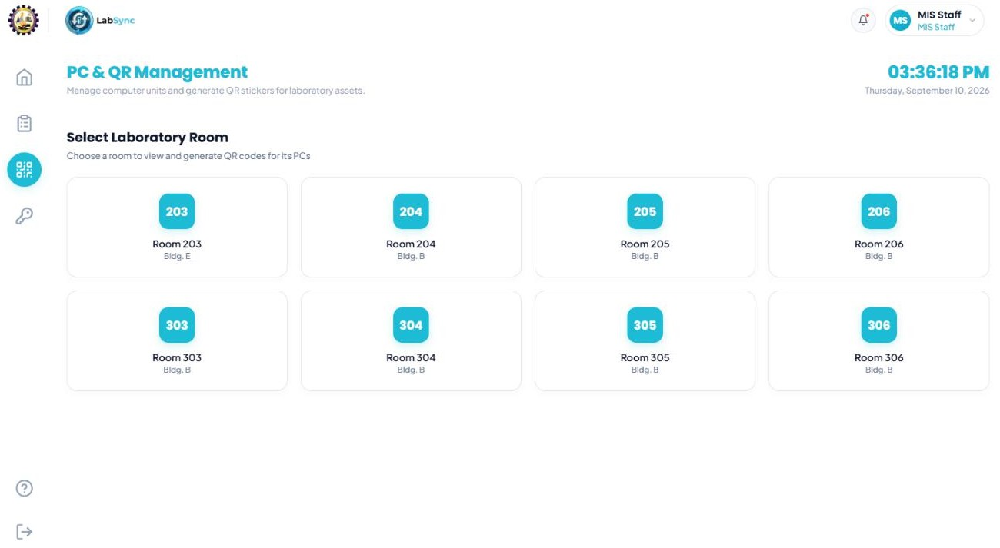 LabSync
MS
MIS Staff
MIS Staff
PC & QR Management
Manage computer units and generate QR stickers for laboratory assets.
03:36:18 PM
Thursday, September 10, 2026
Select Laboratory Room
Choose a room to view and generate QR codes for its PCs
203
Room 203
Bldg. E
204
Room 204
Bldg. B
205
Room 205
Bldg. B
206
Room 206
Bldg. B
303
Room 303
Bldg. B
304
Room 304
Bldg. B
305
Room 305
Bldg. B
306
Room 306
Bldg. B